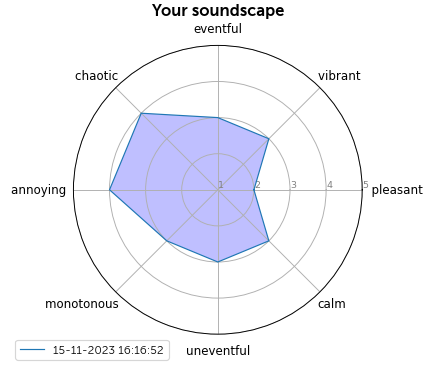 Your soundscape
eventful
chaotic
vibrant
annoying
1
2
3
4
5
pleasant
monotonous
calm
uneventful
15-11-2023 16:16:52